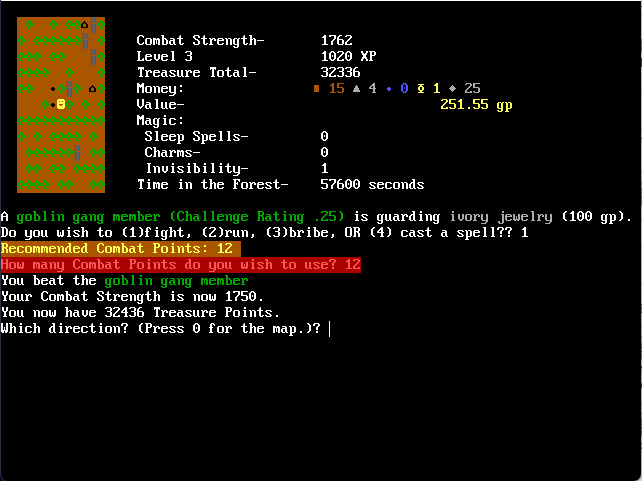 Combat Strength- 1762
Level 3 1020 XP
Treasure Total- 32336
Money: 15 4 0 1 25
Value- 251.55 gp
Magic:
Sleep Spells- 0
Charms- 0
Invisibility- 1
Time in the Forest- 57600 seconds
A goblin gang member (Challenge Rating .25) is guarding ivory jewelry (100 gp).
Do you wish to (1)fight, (2)run, (3)bribe, OR (4) cast a spell?? 1
Recommended Combat Points: 12
How many Combat Points do you wish to use? 12
You beat the goblin gang member
Your Combat Strength is now 1750.
You now have 32436 Treasure Points.
Which direction? (Press 0 for the map.)?